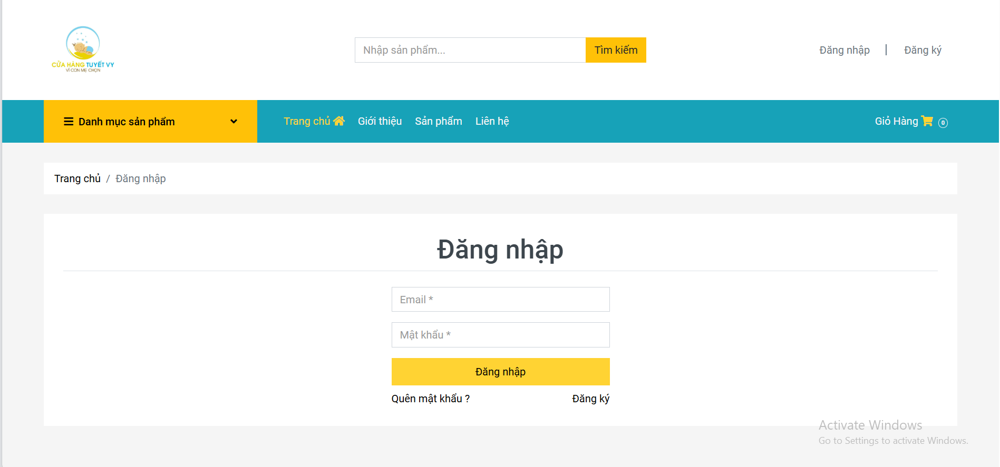 CỬA HÀNG TUYẾT VY
VÌ CON MẸ CHỌN
Nhập sản phẩm...
Tìm kiếm
Đăng nhập | Đăng ký
Danh mục sản phẩm
Trang chủ
Giới thiệu
Sản phẩm
Liên hệ
Giỏ Hàng 0
Trang chủ / Đăng nhập
Đăng nhập
Email *
Mật khẩu *
Đăng nhập
Quên mật khẩu ?
Đăng ký
Activate Windows
Go to Settings to activate Windows.